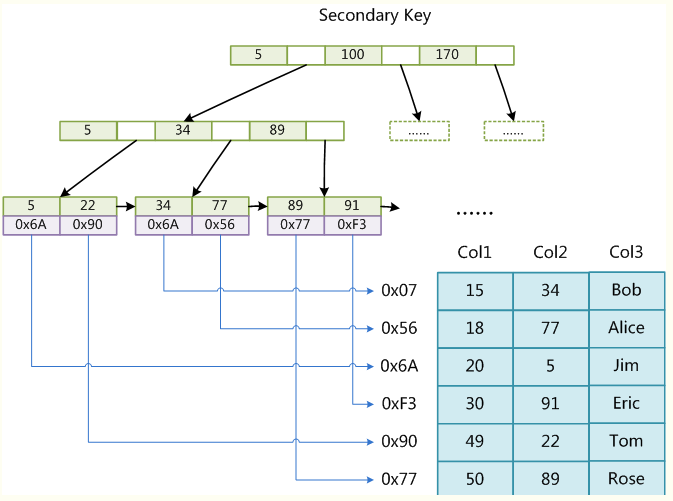 Secondary Key
5 100 170
5 34 89
...... ......
5 22 34 77 89 91
0x6A 0x90 0x6A 0x56 0x77 0xF3
......
Col1 Col2 Col3
0x07 15 34 Bob
0x56 18 77 Alice
0x6A 20 5 Jim
0xF3 30 91 Eric
0x90 49 22 Tom
0x77 50 89 Rose